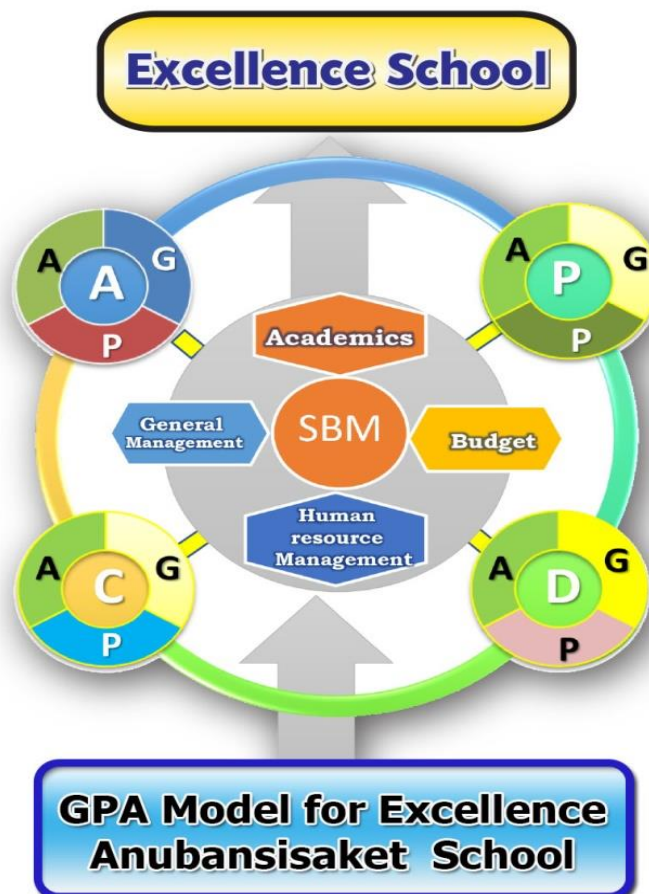 Excellence School
A G
A
P
A G
P
P
Academics
General
Management
SBM
Budget
Human
resource
Management
A G
C
P
A G
D
P
GPA Model for Excellence
Anubansisaket School